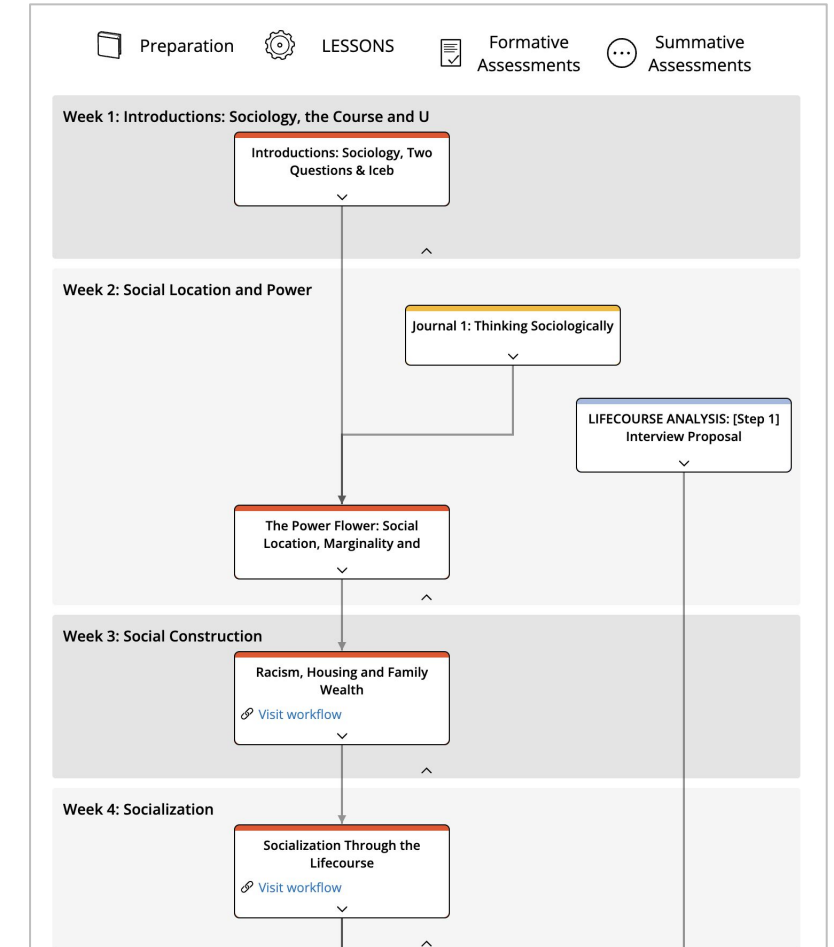 Preparation
LESSONS
Formative
Assessments
Summative
Assessments
Week 1: Introductions: Sociology, the Course and U
Introductions: Sociology, Two
Questions & Iceb
Week 2: Social Location and Power
Journal 1: Thinking Sociologically
LIFECOURSE ANALYSIS: [Step 1]
Interview Proposal
The Power Flower: Social
Location, Marginality and
Week 3: Social Construction
Racism, Housing and Family
Wealth
Visit workflow
Week 4: Socialization
Socialization Through the
Lifecourse
Visit workflow